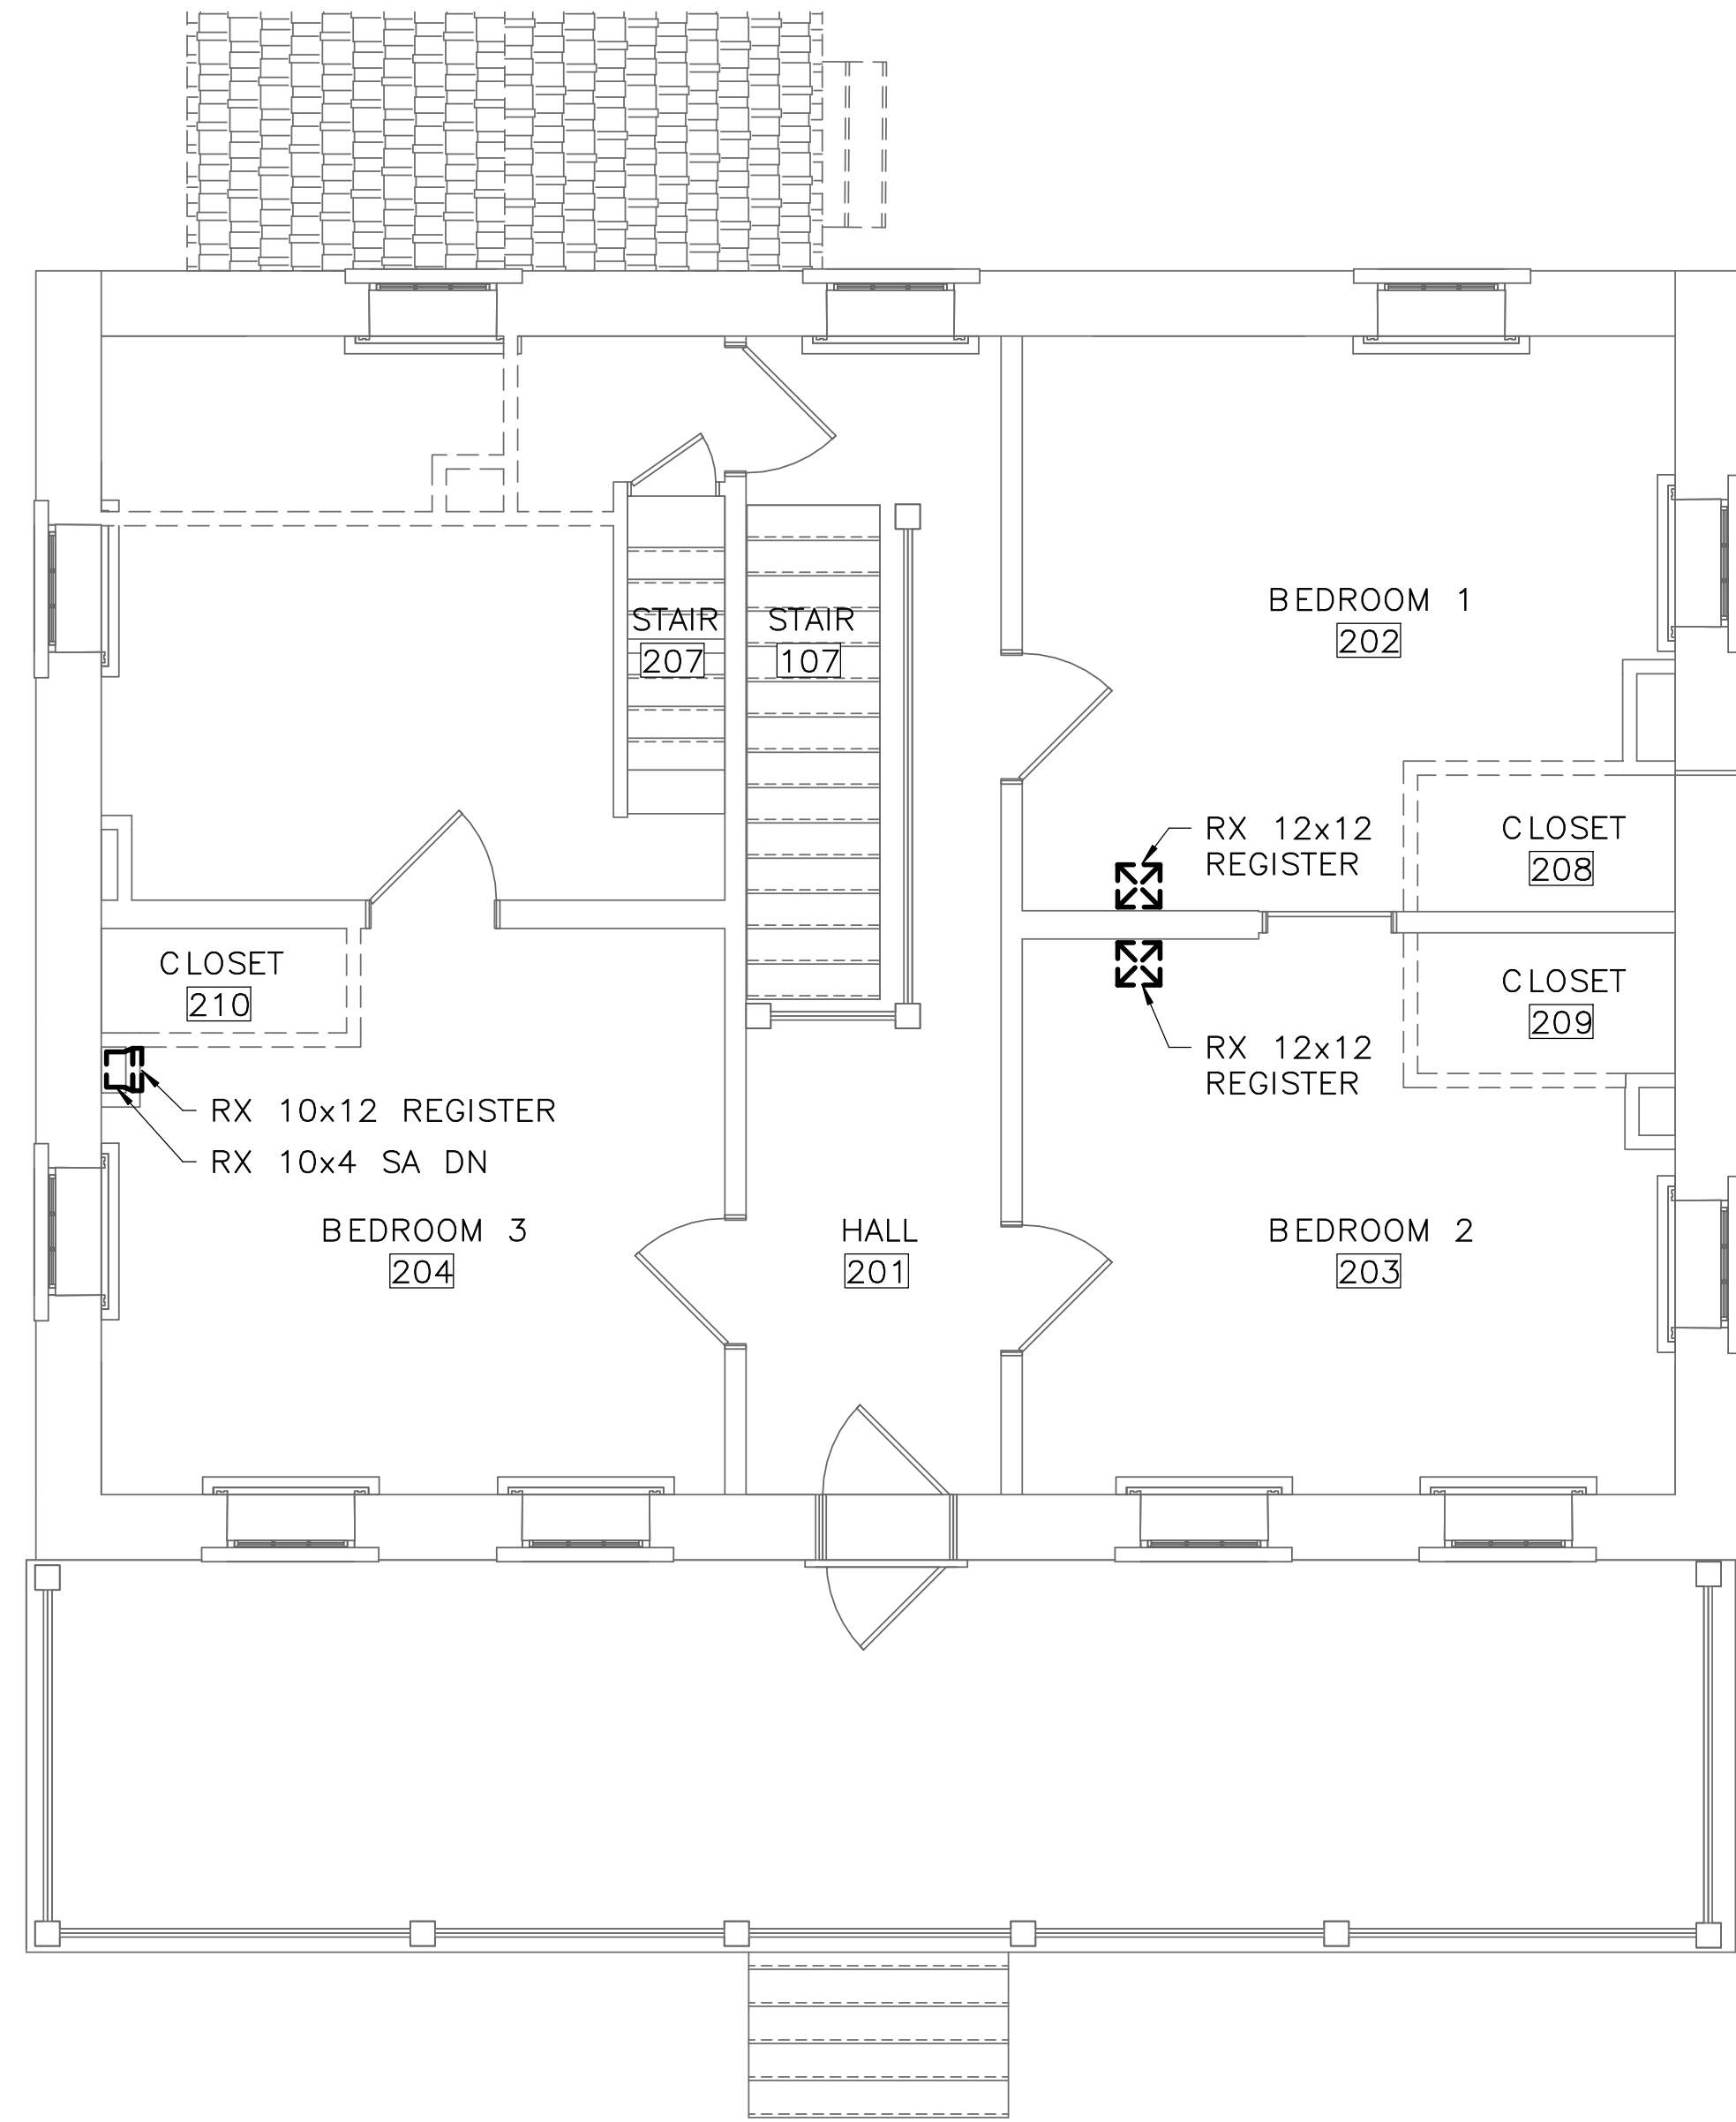 STAIR
207
STAIR
107
BEDROOM 1
202
RX 12x12
REGISTER
CLOSET
208
CLOSET
210
CLOSET
209
RX 12x12
REGISTER
RX 10x12 REGISTER
RX 10x4 SA DN
BEDROOM 3
204
HALL
201
BEDROOM 2
203